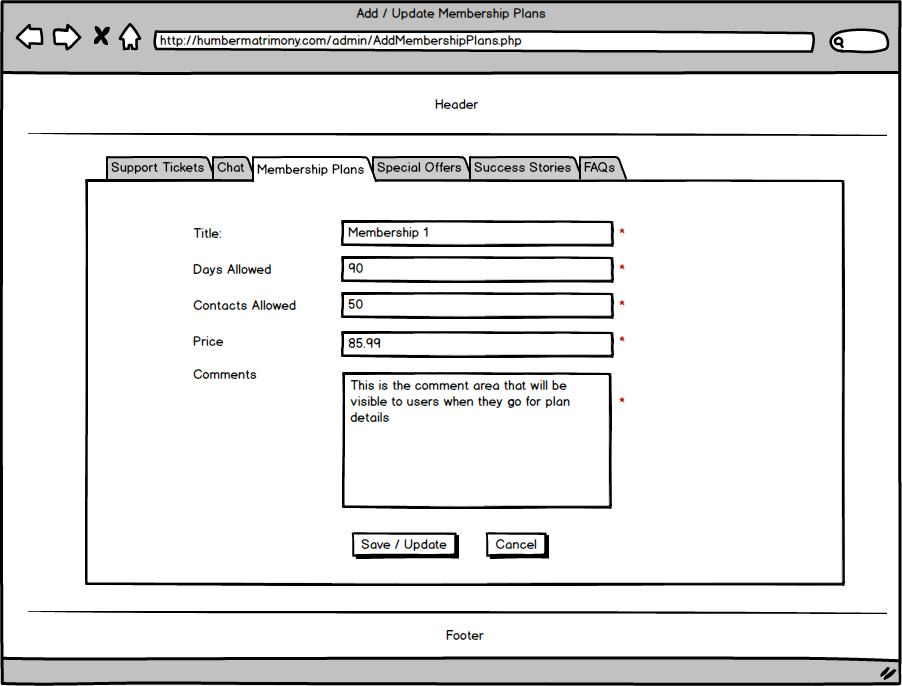 Add / Update Membership Plans
http://humbermatrimony.com/admin/AddMembershipPlans.php
Header
Support Tickets Chat Membership Plans Special Offers Success Stories FAQs
Title: Membership 1 *
Days Allowed 90 *
Contacts Allowed 50 *
Price 85.99 *
Comments
This is the comment area that will be
visible to users when they go for plan *
details
Save / Update Cancel
Footer